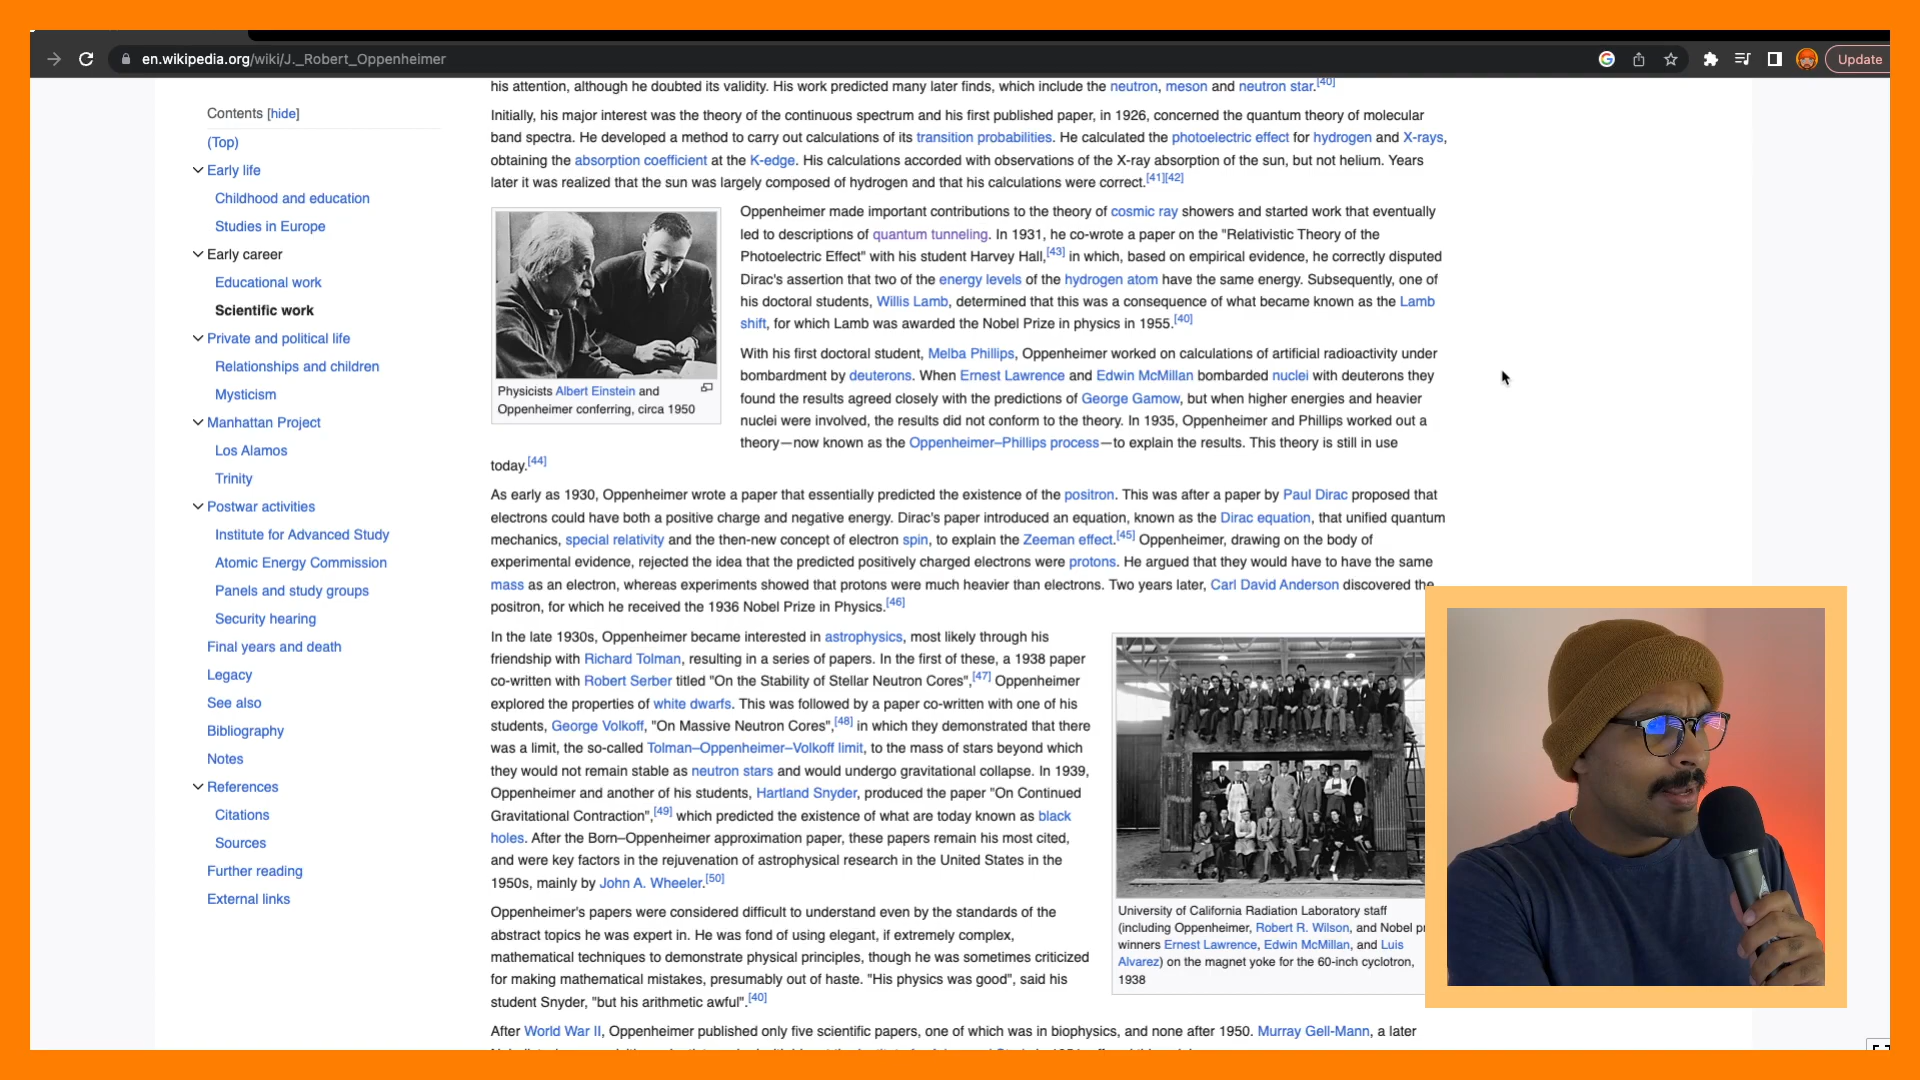 en.wikipedia.org/wiki/J._Robert_Oppenheimer
Update
Contents [hide]
(Top)
Early life
Childhood and education
Studies in Europe
Early career
Educational work
Scientific work
Private and political life
Relationships and children
Mysticism
Manhattan Project
Los Alamos
Trinity
Postwar activities
Institute for Advanced Study
Atomic Energy Commission
Panels and study groups
Security hearing
Final years and death
Legacy
See also
Bibliography
Notes
References
Citations
Sources
Further reading
External links
his attention, although he doubted its validity. His work predicted many later finds, which include the neutron, meson and neutron star.[40]
Initially, his major interest was the theory of the continuous spectrum and his first published paper, in 1926, concerned the quantum theory of molecular
band spectra. He developed a method to carry out calculations of its transition probabilities. He calculated the photoelectric effect for hydrogen and X-rays,
obtaining the absorption coefficient at the K-edge. His calculations accorded with observations of the X-ray absorption of the sun, but not helium. Years
later it was realized that the sun was largely composed of hydrogen and that his calculations were correct.[41][42]
Physicists Albert Einstein and
Oppenheimer conferring, circa 1950
Oppenheimer made important contributions to the theory of cosmic ray showers and started work that eventually
led to descriptions of quantum tunneling. In 1931, he co-wrote a paper on the "Relativistic Theory of the
Photoelectric Effect" with his student Harvey Hall,[43] in which, based on empirical evidence, he correctly disputed
Dirac's assertion that two of the energy levels of the hydrogen atom have the same energy. Subsequently, one of
his doctoral students, Willis Lamb, determined that this was a consequence of what became known as the Lamb
shift, for which Lamb was awarded the Nobel Prize in physics in 1955.[40]
With his first doctoral student, Melba Phillips, Oppenheimer worked on calculations of artificial radioactivity under
bombardment by deuterons. When Ernest Lawrence and Edwin McMillan bombarded nuclei with deuterons they
found the results agreed closely with the predictions of George Gamow, but when higher energies and heavier
nuclei were involved, the results did not conform to the theory. In 1935, Oppenheimer and Phillips worked out a
theory—now known as the Oppenheimer–Phillips process—to explain the results. This theory is still in use
today.[44]
As early as 1930, Oppenheimer wrote a paper that essentially predicted the existence of the positron. This was after a paper by Paul Dirac proposed that
electrons could have both a positive charge and negative energy. Dirac's paper introduced an equation, known as the Dirac equation, that unified quantum
mechanics, special relativity and the then-new concept of electron spin, to explain the Zeeman effect.[45] Oppenheimer, drawing on the body of
experimental evidence, rejected the idea that the predicted positively charged electrons were protons. He argued that they would have to have the same
mass as an electron, whereas experiments showed that protons were much heavier than electrons. Two years later, Carl David Anderson discovered the
positron, for which he received the 1936 Nobel Prize in Physics.[46]
In the late 1930s, Oppenheimer became interested in astrophysics, most likely through his
friendship with Richard Tolman, resulting in a series of papers. In the first of these, a 1938 paper
co-written with Robert Serber titled "On the Stability of Stellar Neutron Cores",[47] Oppenheimer
explored the properties of white dwarfs. This was followed by a paper co-written with one of his
students, George Volkoff, "On Massive Neutron Cores",[48] in which they demonstrated that there
was a limit, the so-called Tolman–Oppenheimer–Volkoff limit, to the mass of stars beyond which
they would not remain stable as neutron stars and would undergo gravitational collapse. In 1939,
Oppenheimer and another of his students, Hartland Snyder, produced the paper "On Continued
Gravitational Contraction",[49] which predicted the existence of what are today known as black
holes. After the Born–Oppenheimer approximation paper, these papers remain his most cited,
and were key factors in the rejuvenation of astrophysical research in the United States in the
1950s, mainly by John A. Wheeler.[50]
University of California Radiation Laboratory staff
(including Oppenheimer, Robert R. Wilson, and Nobel
winners Ernest Lawrence, Edwin McMillan, and Luis
Alvarez) on the magnet yoke for the 60-inch cyclotron,
1938
Oppenheimer's papers were considered difficult to understand even by the standards of the
abstract topics he was expert in. He was fond of using elegant, if extremely complex,
mathematical techniques to demonstrate physical principles, though he was sometimes criticized
for making mathematical mistakes, presumably out of haste. "His physics was good", said his
student Snyder, "but his arithmetic awful".[40]
After World War II, Oppenheimer published only five scientific papers, one of which was in biophysics, and none after 1950. Murray Gell-Mann, a later